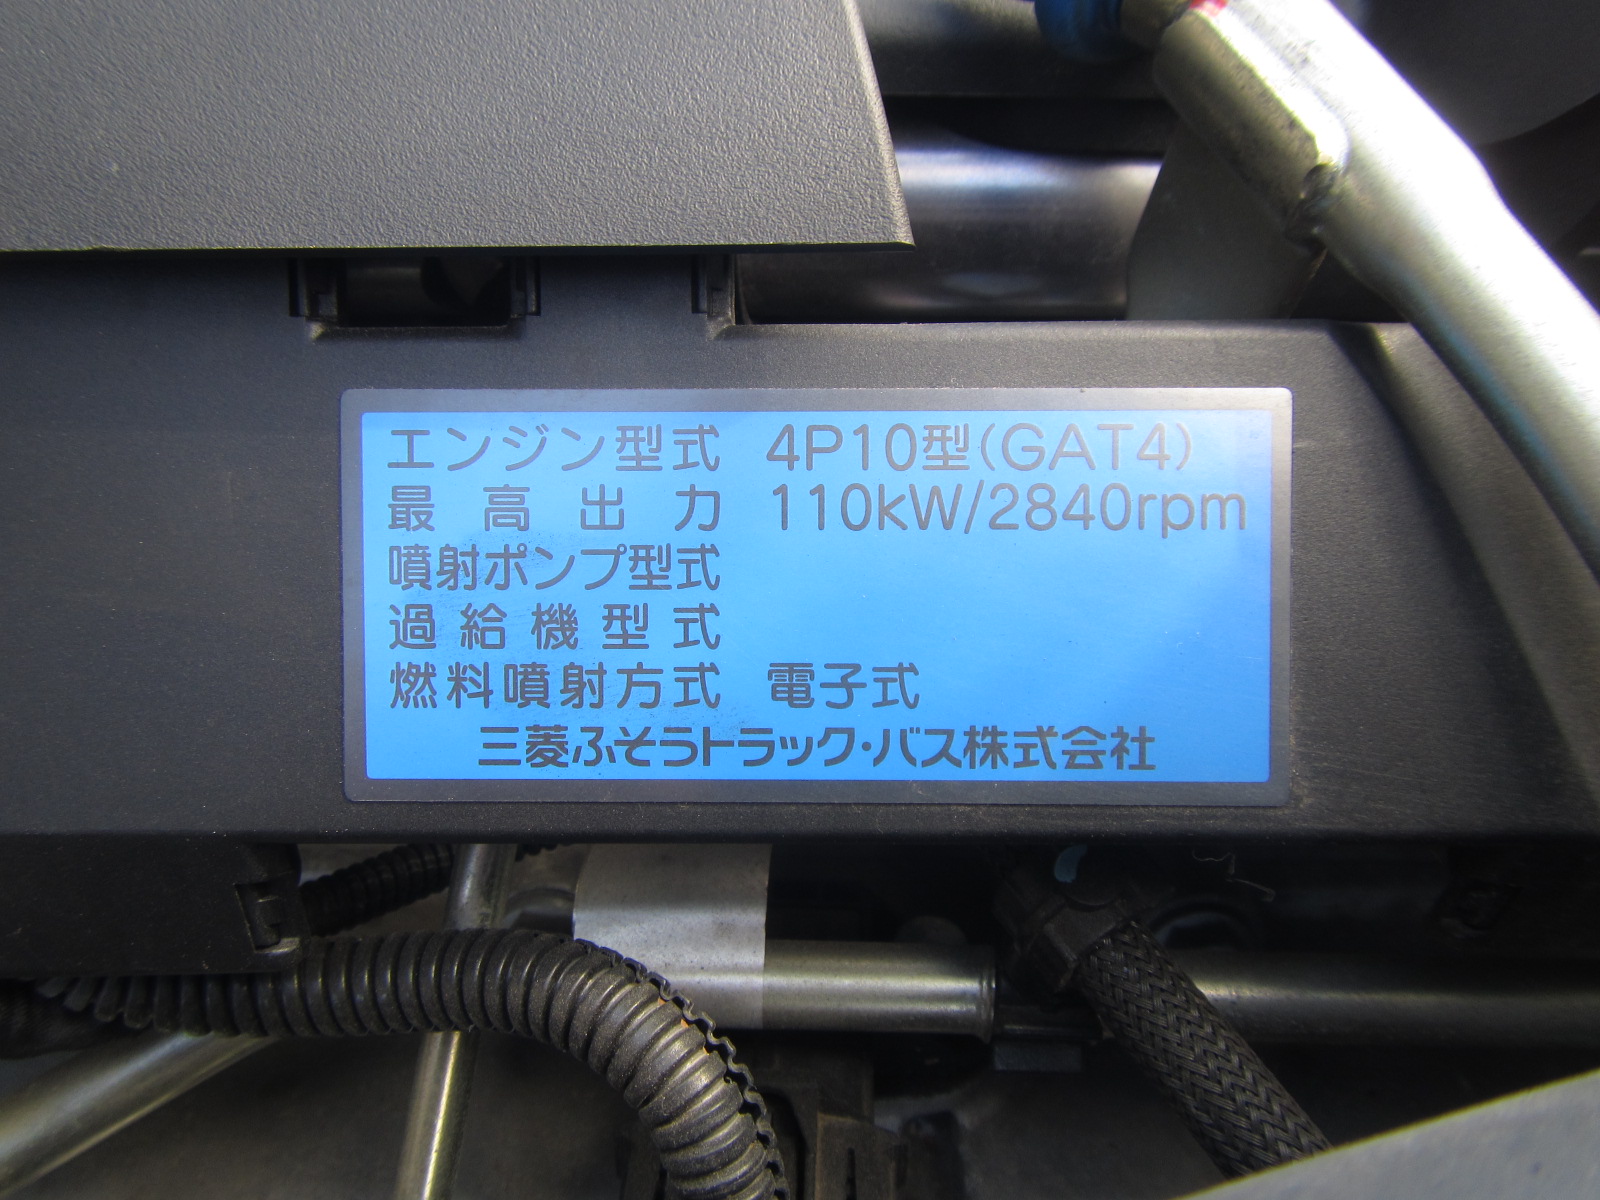 エンジン型式 4P10型(GAT4)
最高出力 110kW/2840rpm
噴射ポンプ型式
過給機型式
燃料噴射方式 電子式
三菱ふそうトラック・バス株式会社